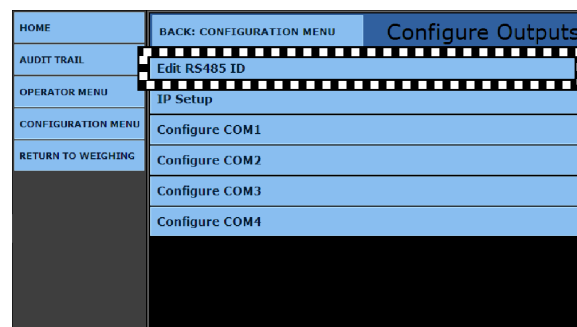 HOME
AUDIT TRAIL
OPERATOR MENU
CONFIGURATION MENU
RETURN TO WEIGHING
BACK: CONFIGURATION MENU
Configure Outputs
Edit RS485 ID
IP Setup
Configure COM1
Configure COM2
Configure COM3
Configure COM4